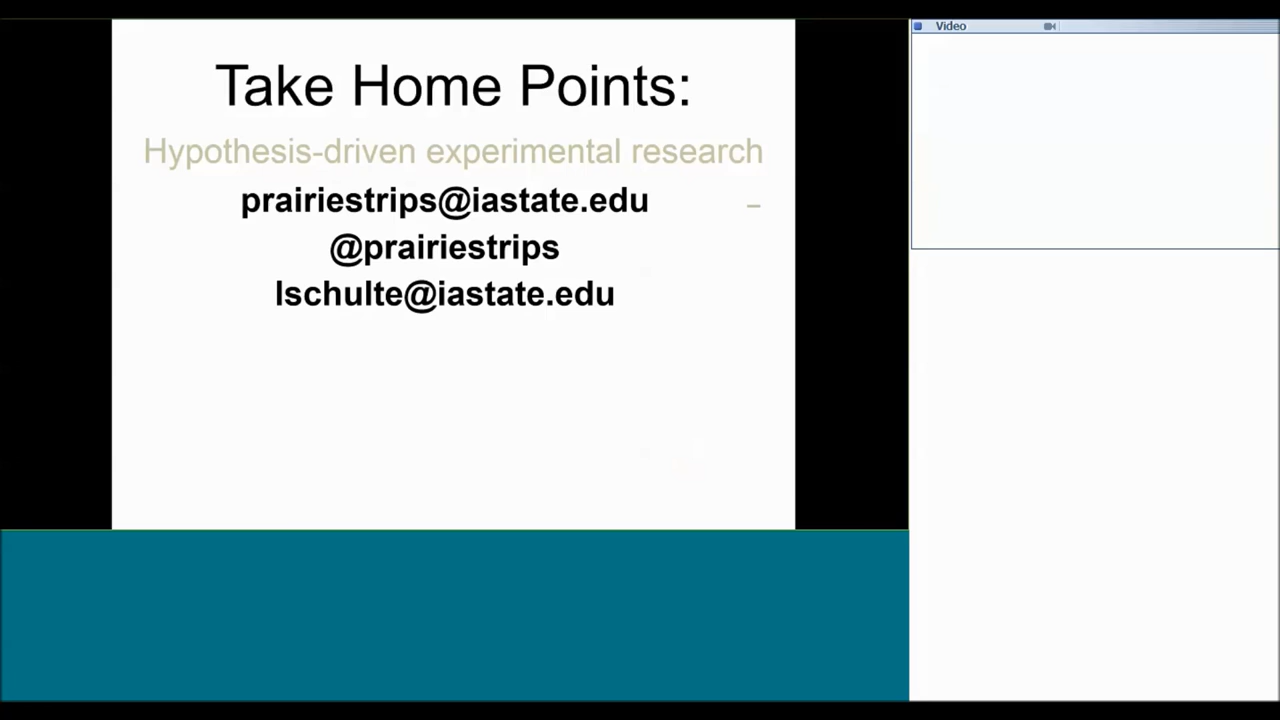 Video
Take Home Points:
Hypothesis-driven experimental research
prairiestrips@iastate.edu –
@prairiestrips
lschulte@iastate.edu